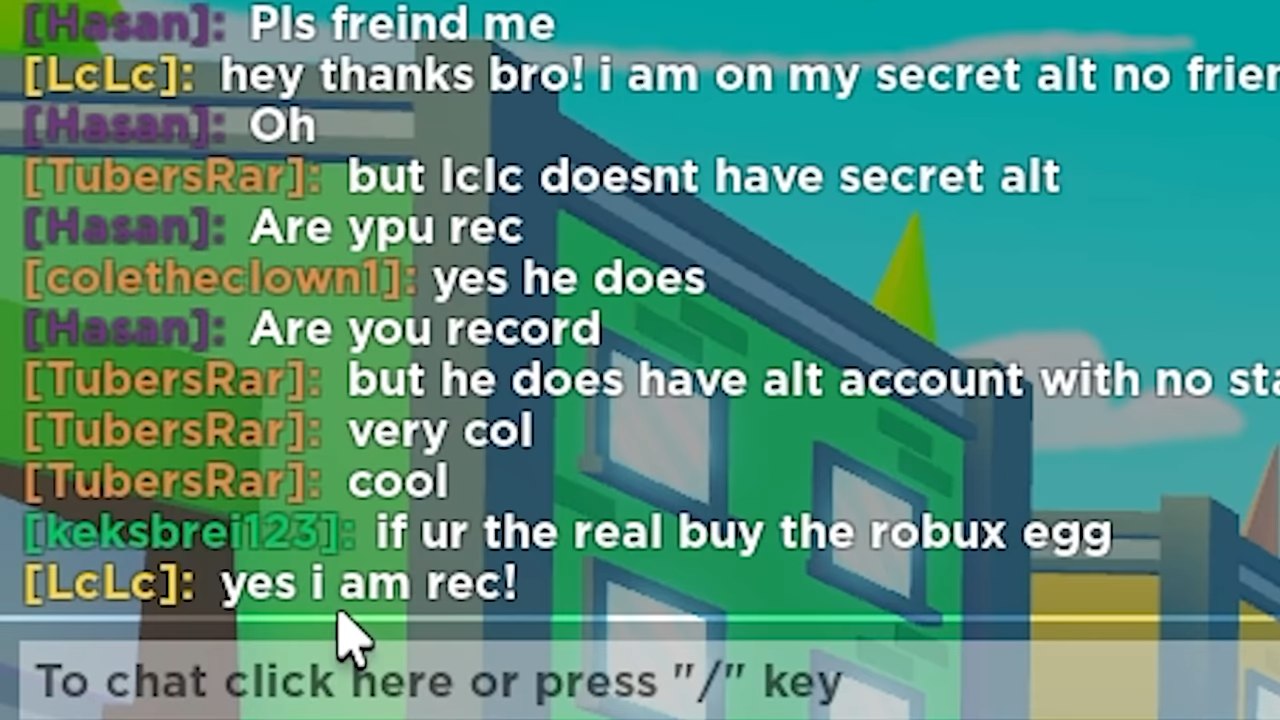 [Hasan]: Pls freind me
[LcLc]: hey thanks bro! i am on my secret alt no
[Hasan]: Oh
[TubersRar]: but lclc doesnt have secret alt
[Hasan]: Are ypu rec
[coletheclown1]: yes he does
[Hasan]: Are you record
[TubersRar]: but he does have alt account with no
[TubersRar]: very col
[TubersRar]: cool
[keksbrei123]: if ur the real buy the robux egg
[LcLc]: yes i am rec!
To chat click here or press "/" key